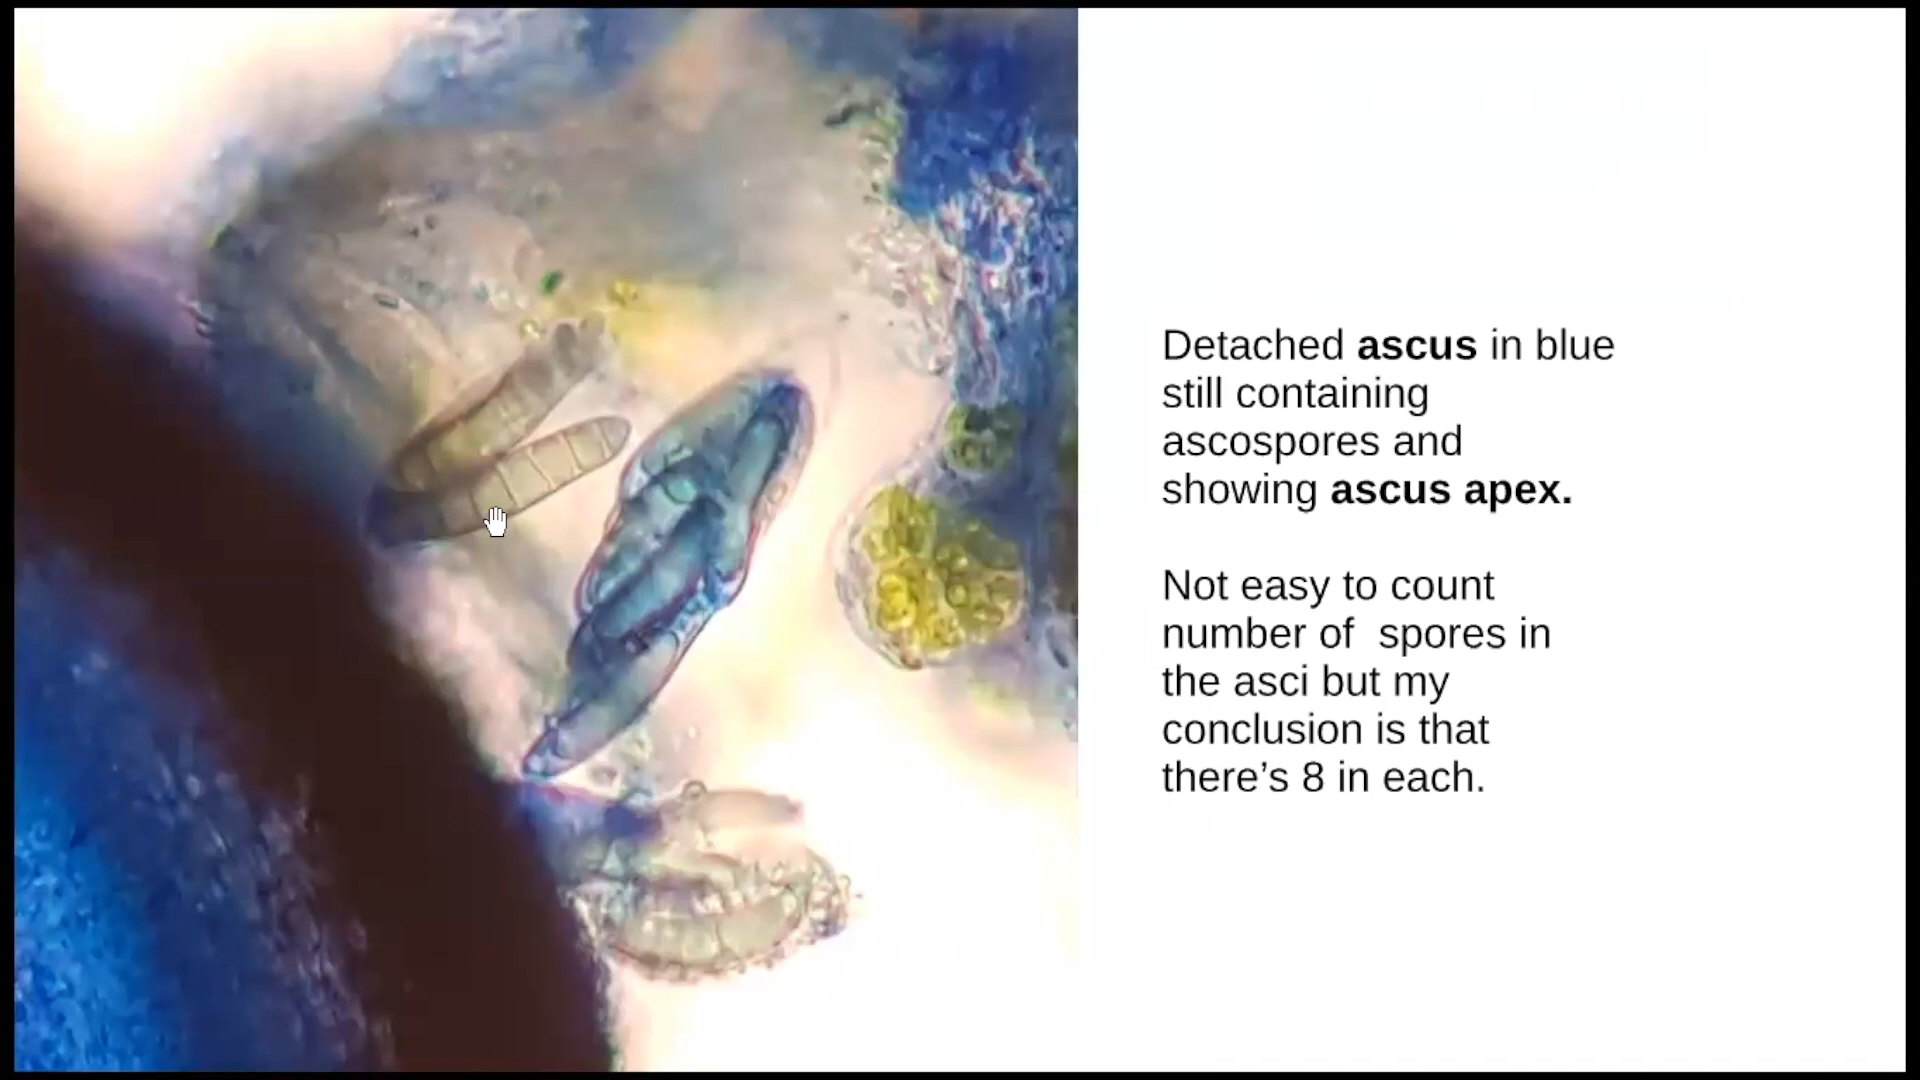 Detached ascus in blue
still containing
ascospores and
showing ascus apex.
Not easy to count
number of  spores in
the asci but my
conclusion is that
there’s 8 in each.